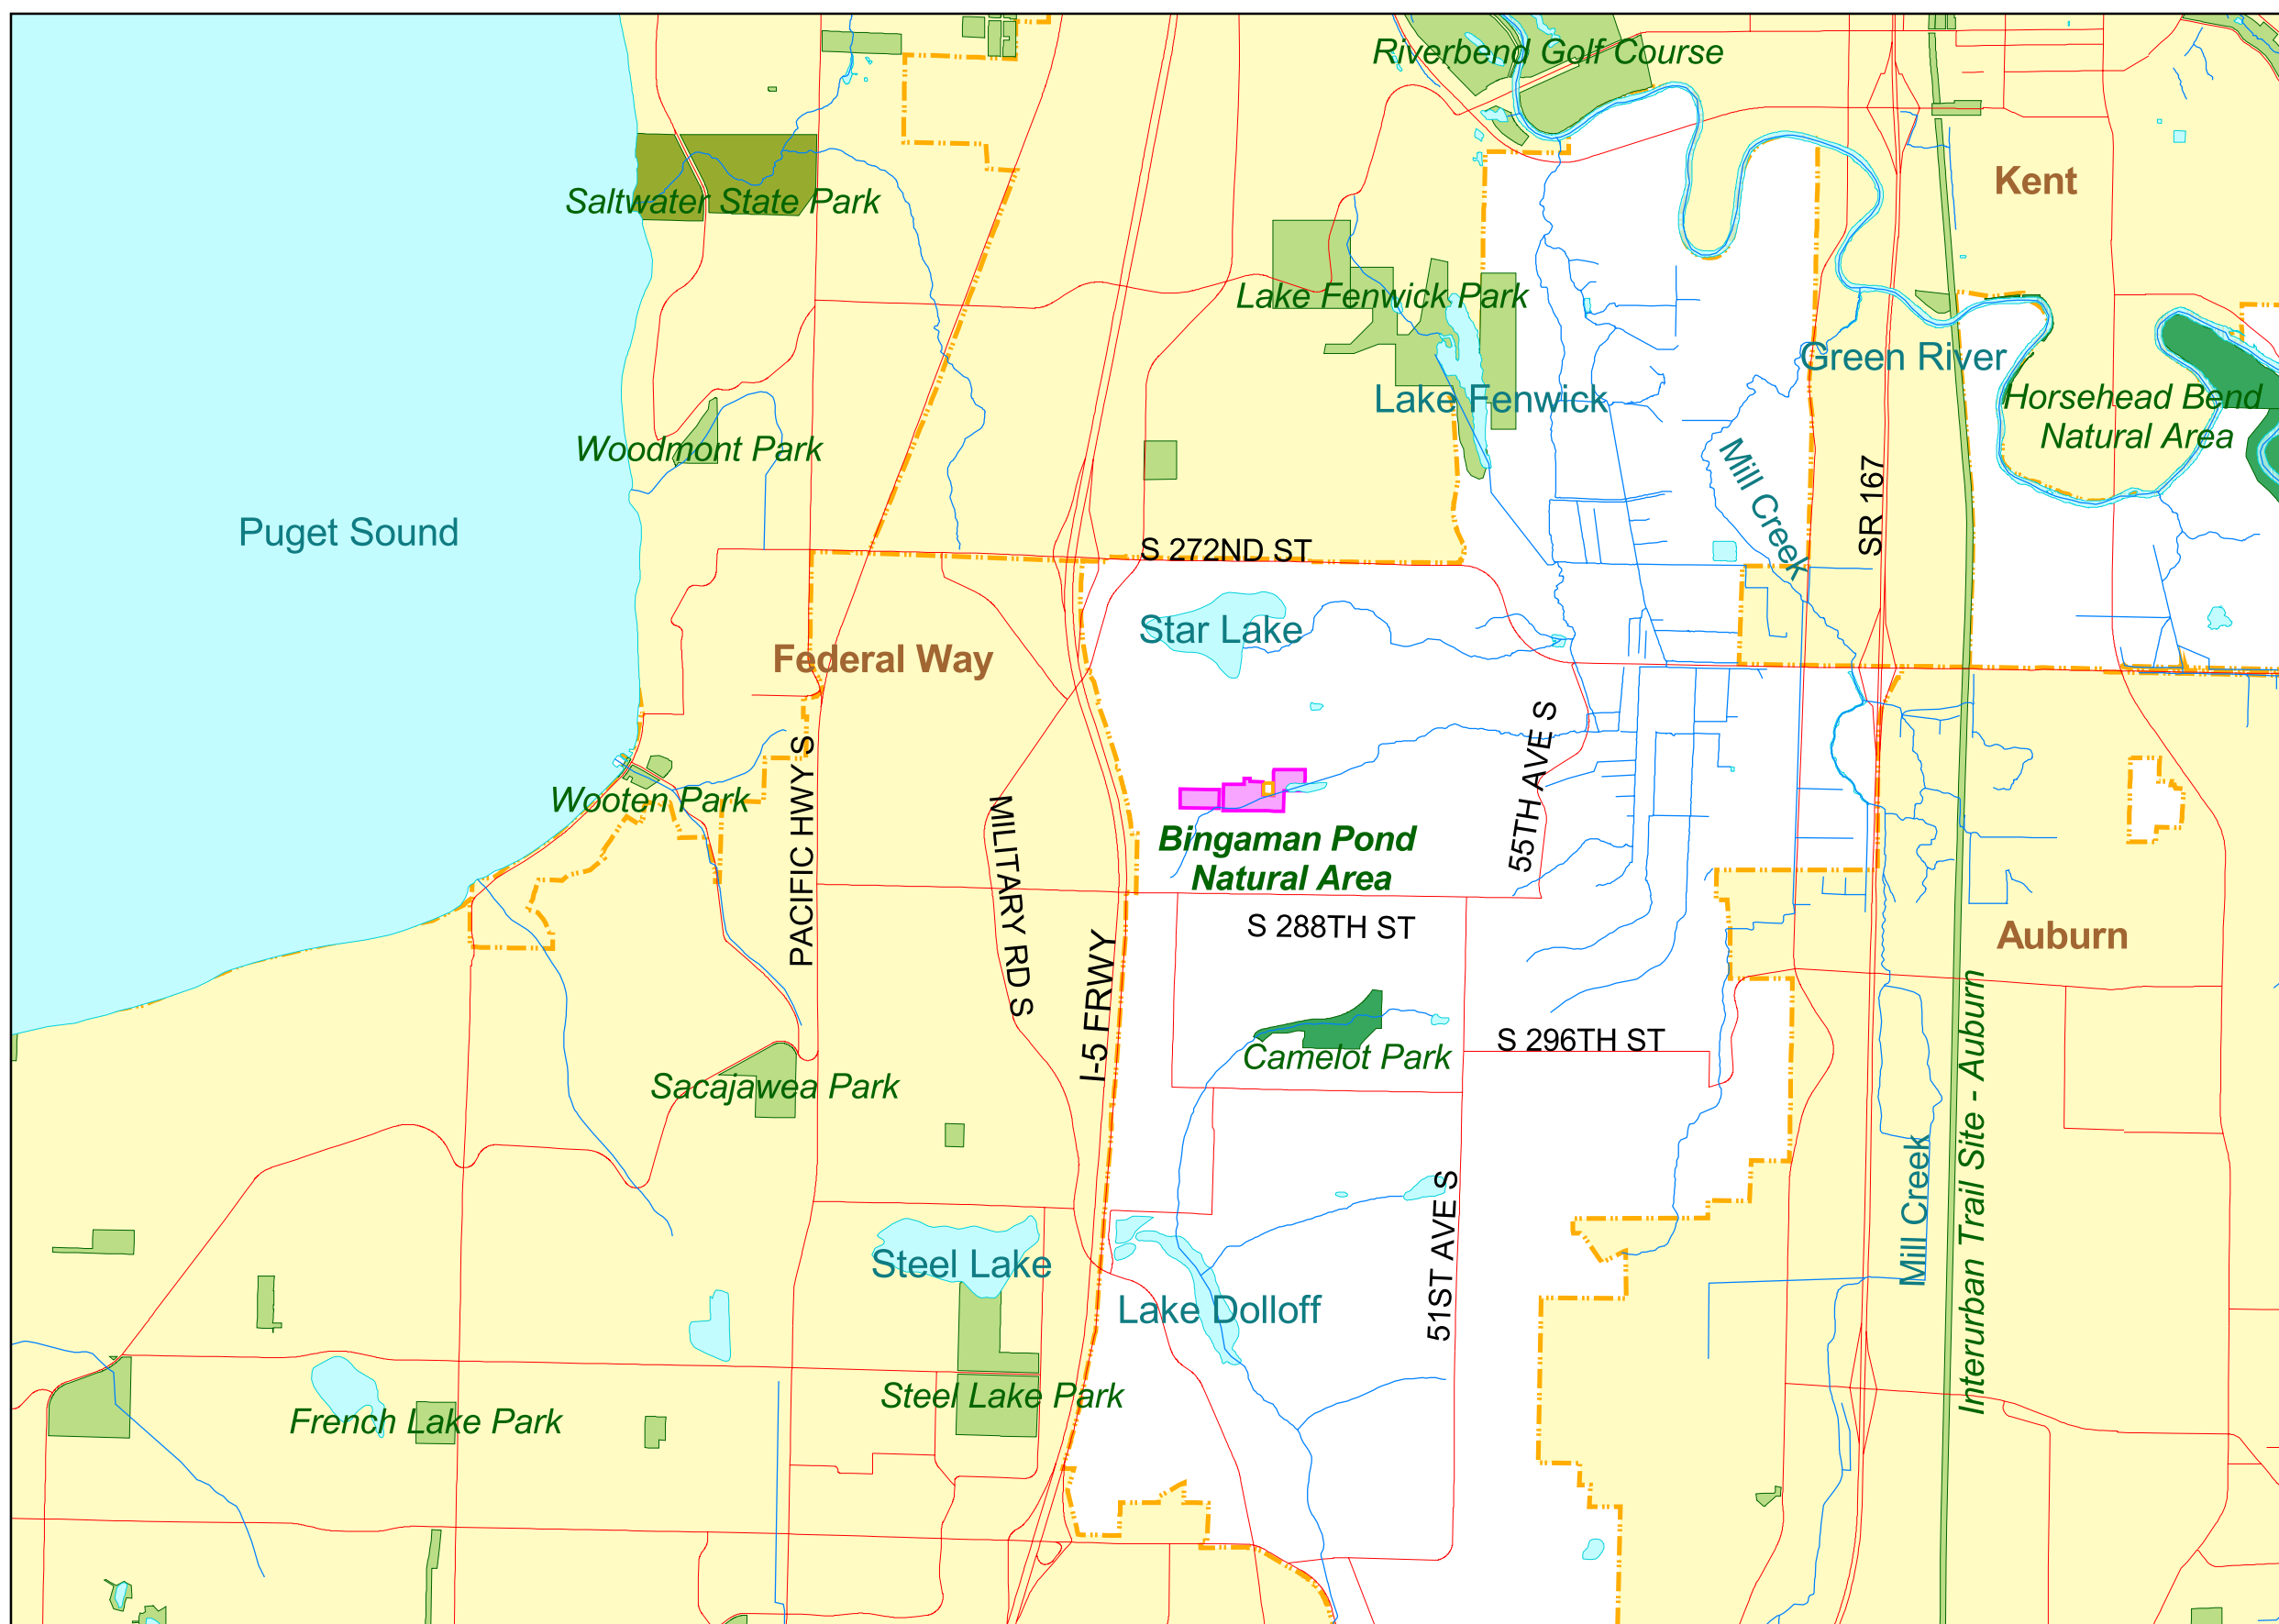 Riverbend Golf Course
Kent
Saltwater State Park
Lake Fenwick Park
Green River
Lake Fenwick
Horsehead Bend
Natural Area
Woodmont Park
Mill Creek
SR 167
Puget Sound
S 272ND ST
Star Lake
Federal Way
55TH AVE S
PACIFIC HWY S
Wooten Park
MILITARY RD S
Bingaman Pond
Natural Area
S 288TH ST
Auburn
I-5 FRWY
S 296TH ST
Camelot Park
Sacajawea Park
Interurban Trail Site - Auburn
Mill Creek
51ST AVE S
Steel Lake
Lake Dolloff
Steel Lake Park
French Lake Park